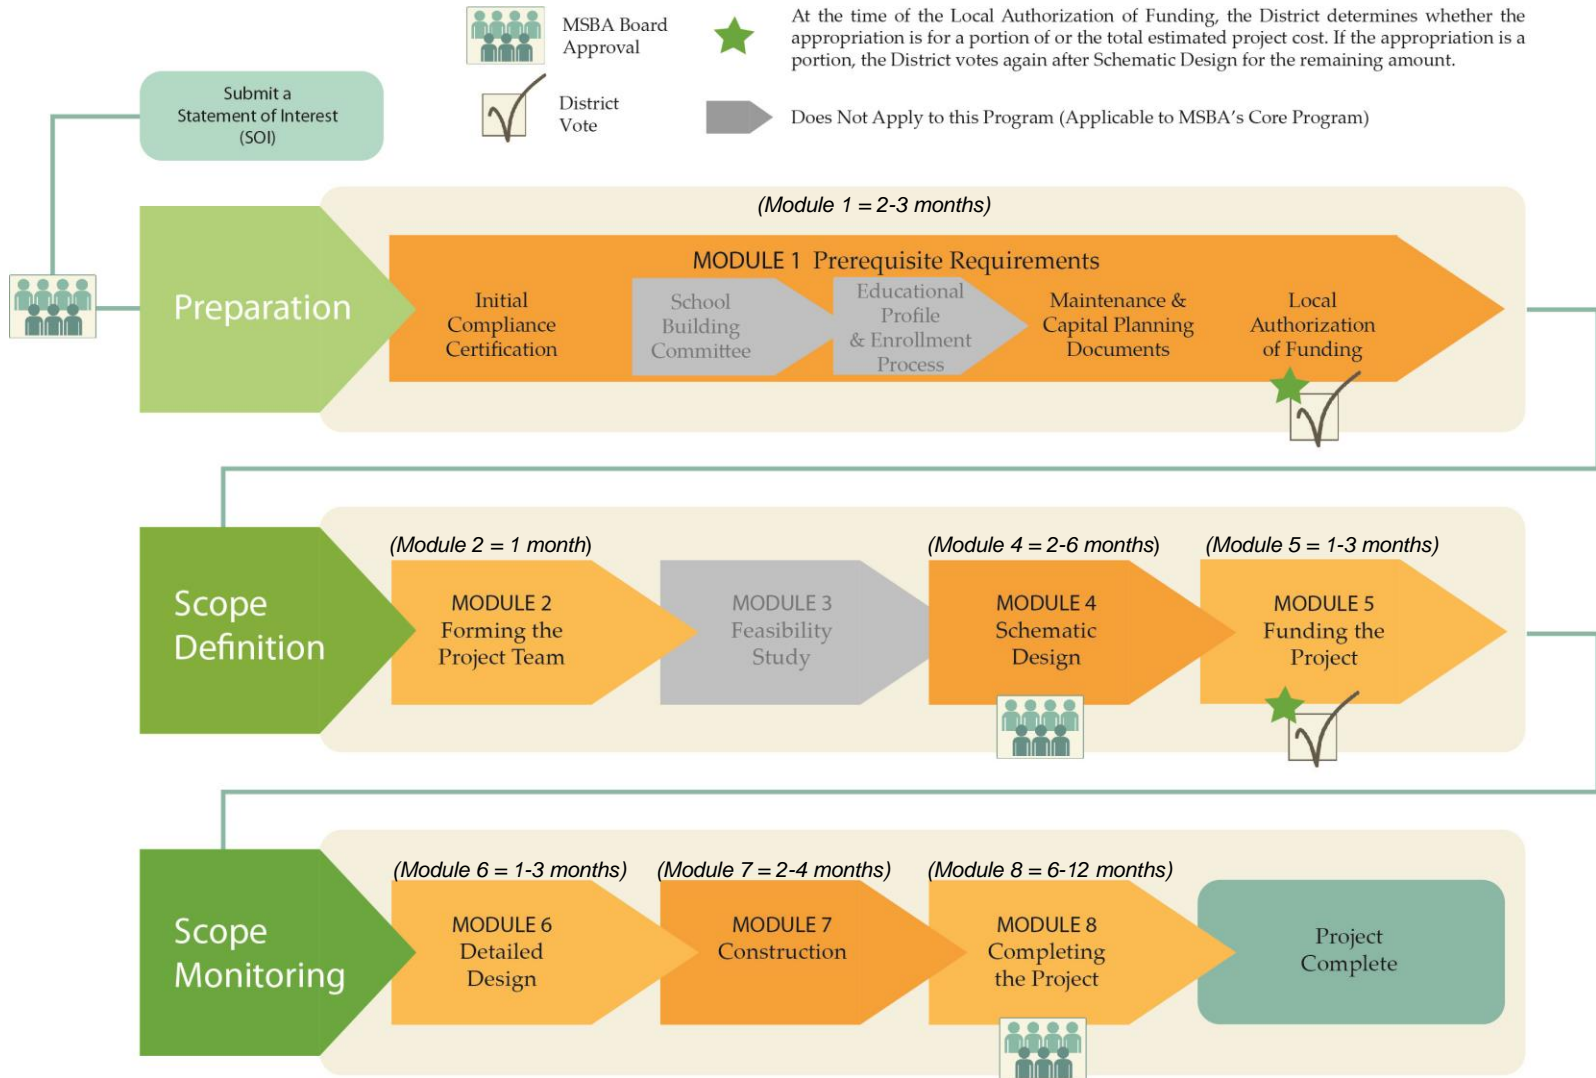 MSBA Board
Approval
At the time of the Local Authorization of Funding, the District determines whether the
appropriation is for a portion of or the total estimated project cost. If the appropriation is a
portion, the District votes again after Schematic Design for the remaining amount.
Submit a
Statement of Interest
(SOI)
District
Vote
Does Not Apply to this Program (Applicable to MSBA's Core Program)
(Module 1 = 2-3 months)
Preparation
MODULE 1 Prerequisite Requirements
Initial
Compliance
Certification
School
Building
Committee
Educational
Profile
& Enrollment
Process
Maintenance &
Capital Planning
Documents
Local
Authorization
of Funding
Scope
Definition
(Module 2 = 1 month)
MODULE 2
Forming the
Project Team
MODULE 3
Feasibility
Study
(Module 4 = 2-6 months)
MODULE 4
Schematic
Design
(Module 5 = 1-3 months)
MODULE 5
Funding the
Project
Scope
Monitoring
(Module 6 = 1-3 months)
MODULE 6
Detailed
Design
(Module 7 = 2-4 months)
MODULE 7
Construction
(Module 8 = 6-12 months)
MODULE 8
Completing
the Project
Project
Complete